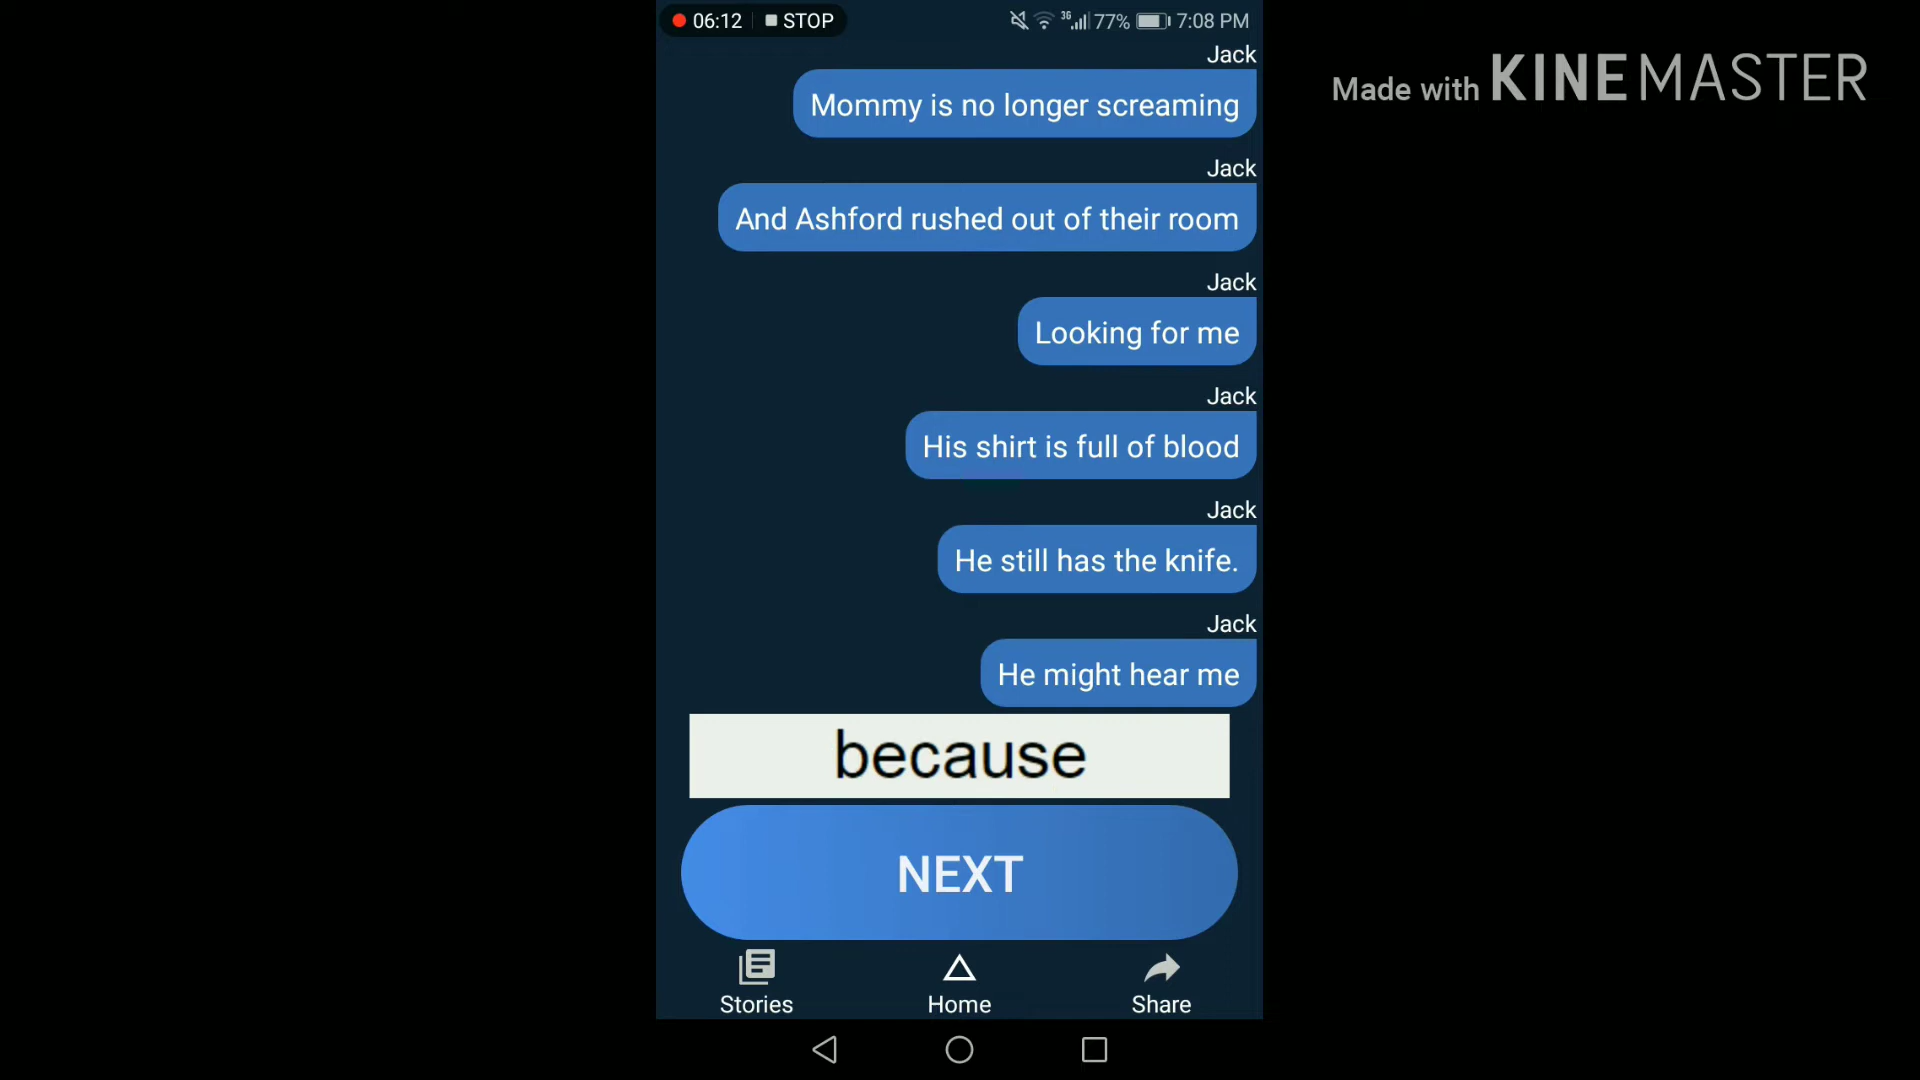 06:12 STOP 3G 77% 7:08 PM
Made with KINEMASTER
Jack
Mommy is no longer screaming
Jack
And Ashford rushed out of their room
Jack
Looking for me
Jack
His shirt is full of blood
Jack
He still has the knife.
Jack
He might hear me
because
NEXT
Stories Home Share